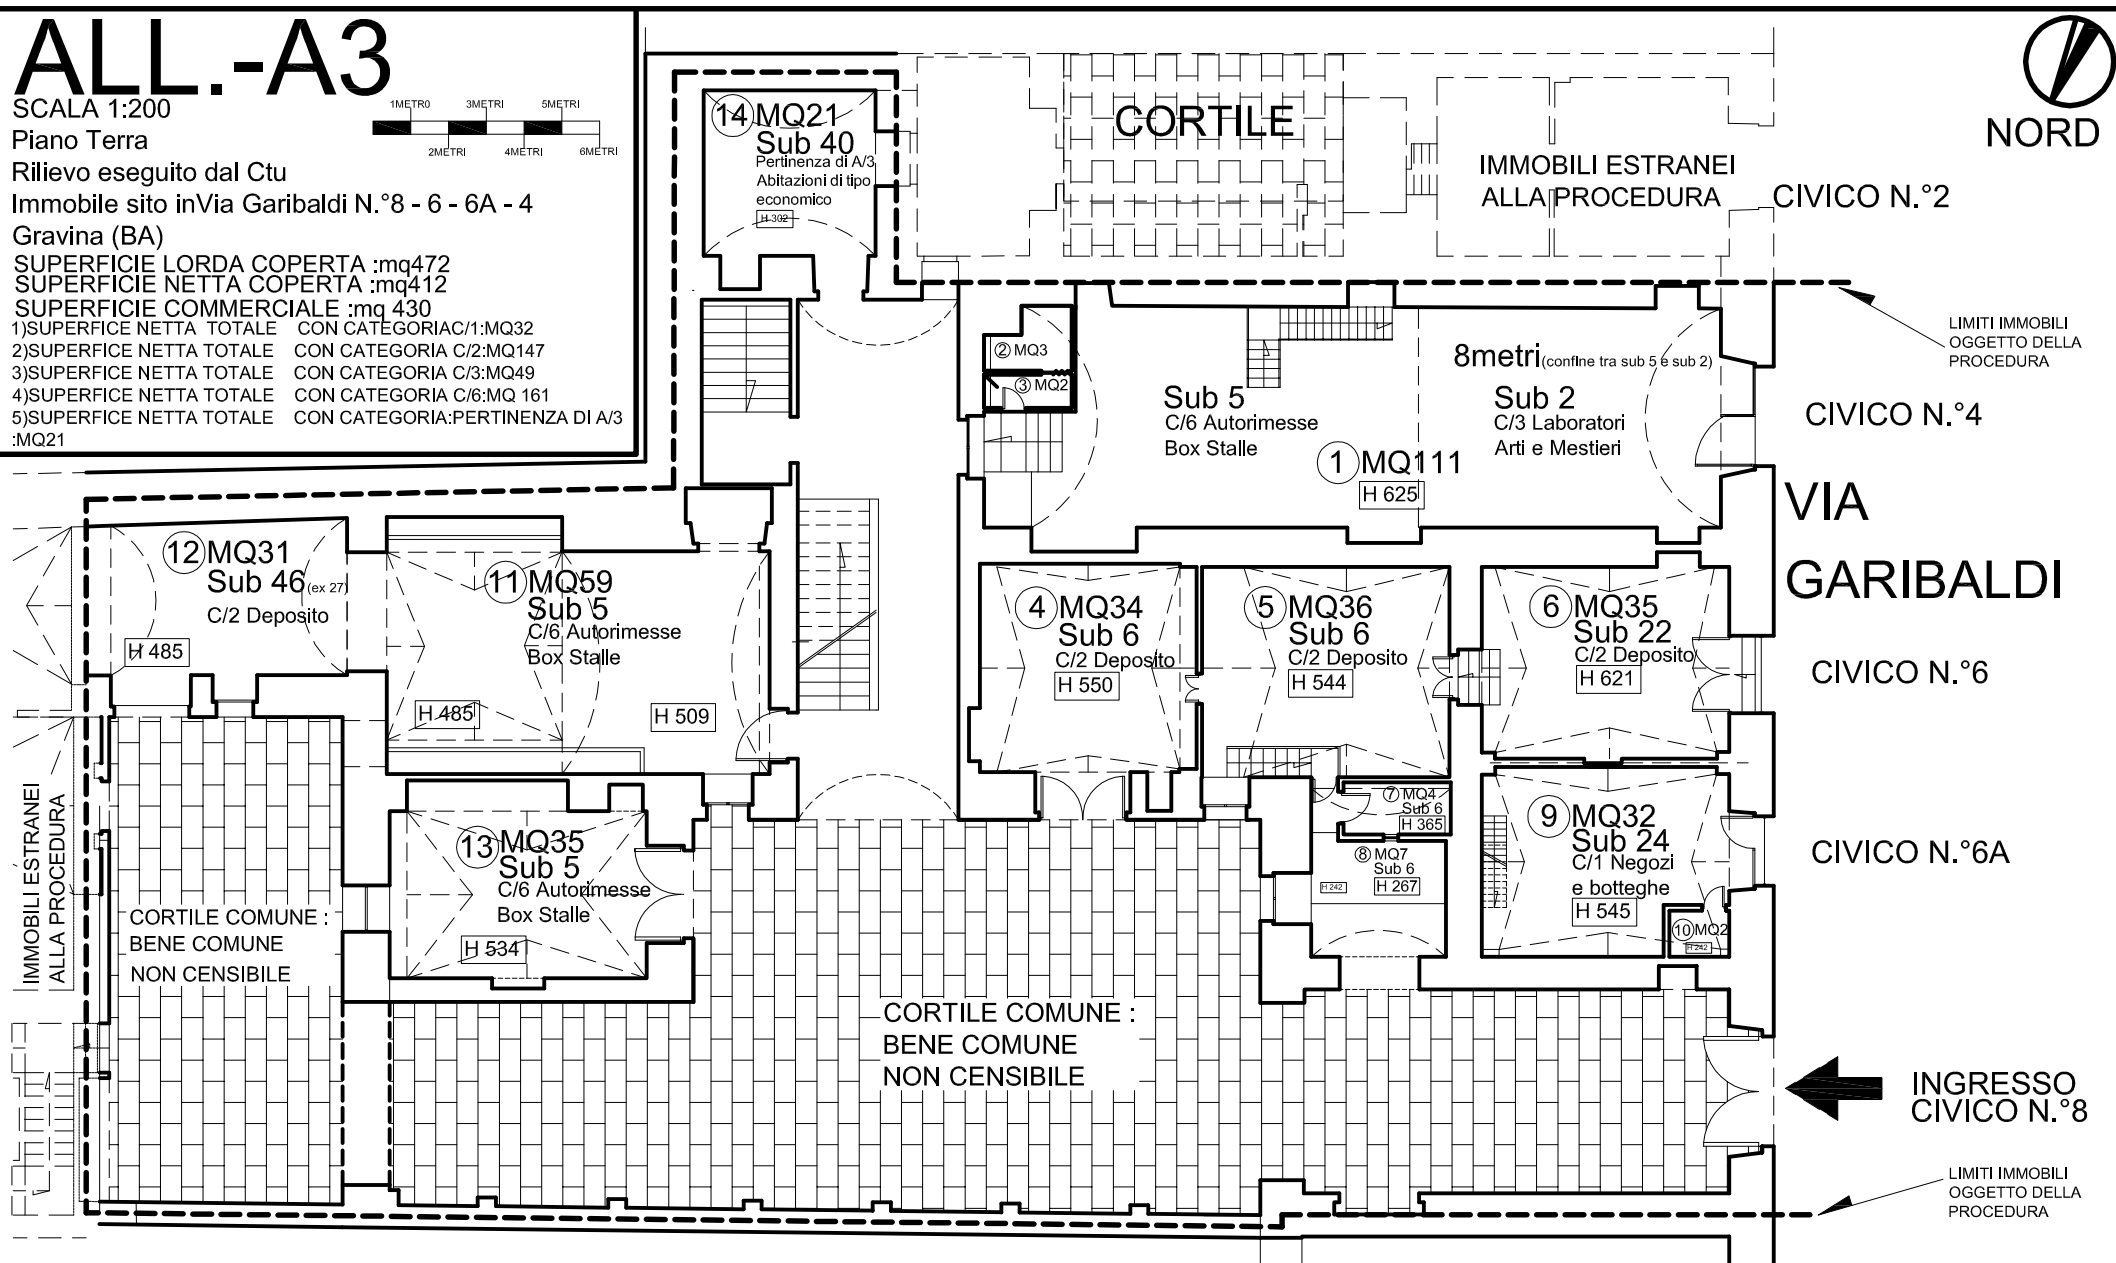 ALL.-A3
SCALA 1:200
1METRO 3METRI 5METRI
2METRI 4METRI 6METRI
Piano Terra
Rilievo eseguito dal Ctu
Immobile sito inVia Garibaldi N.°8 - 6 - 6A - 4
Gravina (BA)
SUPERFICIE LORDA COPERTA :mq472
SUPERFICIE NETTA COPERTA :mq412
SUPERFICIE COMMERCIALE :mq 430
1)SUPERFICE NETTA TOTALE CON CATEGORIAC/1:MQ32
2)SUPERFICE NETTA TOTALE CON CATEGORIA C/2:MQ147
3)SUPERFICE NETTA TOTALE CON CATEGORIA C/3:MQ49
4)SUPERFICE NETTA TOTALE CON CATEGORIA C/6:MQ 161
5)SUPERFICE NETTA TOTALE CON CATEGORIA:PERTINENZA DI A/3
:MQ21
14 MQ21
Sub 40
Pertinenza di A/3
Abitazioni di tipo
economico
H 302
CORTILE
IMMOBILI ESTRANEI
ALLA PROCEDURA
NORD
CIVICO N.°2
LIMITI IMMOBILI
OGGETTO DELLA
PROCEDURA
2 MQ3
3 MQ2
8metri(confine tra sub 5 e sub 2)
Sub 5
C/6 Autorimesse
Box Stalle
Sub 2
C/3 Laboratori
Arti e Mestieri
1 MQ111
H 625
CIVICO N.°4
VIA
GARIBALDI
12 MQ31
Sub 46(ex 27)
C/2 Deposito
H 485
11 MQ59
Sub 5
C/6 Autorimesse
Box Stalle
H 485
H 509
4 MQ34
Sub 6
C/2 Deposito
H 550
5 MQ36
Sub 6
C/2 Deposito
H 544
6 MQ35
Sub 22
C/2 Deposito
H 621
CIVICO N.°6
7 MQ4
Sub 6
H 365
8 MQ7
Sub 6
H 267
H 242
9 MQ32
Sub 24
C/1 Negozi
e botteghe
H 545
10 MQ2
H 242
CIVICO N.°6A
13 MQ35
Sub 5
C/6 Autorimesse
Box Stalle
H 534
IMMOBILI ESTRANEI
ALLA PROCEDURA
CORTILE COMUNE :
BENE COMUNE
NON CENSIBILE
CORTILE COMUNE :
BENE COMUNE
NON CENSIBILE
INGRESSO
CIVICO N.°8
LIMITI IMMOBILI
OGGETTO DELLA
PROCEDURA